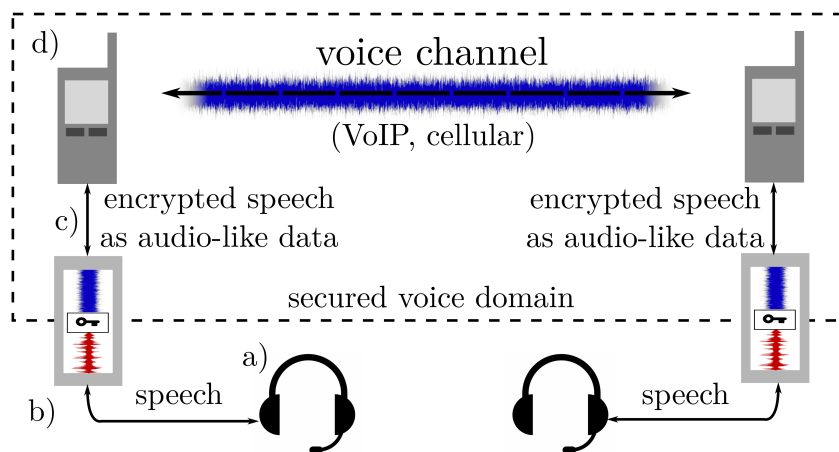 d)
voice channel
(VoIP, cellular)
c)
encrypted speech
as audio-like data
encrypted speech
as audio-like data
secured voice domain
a)
b)
speech
speech